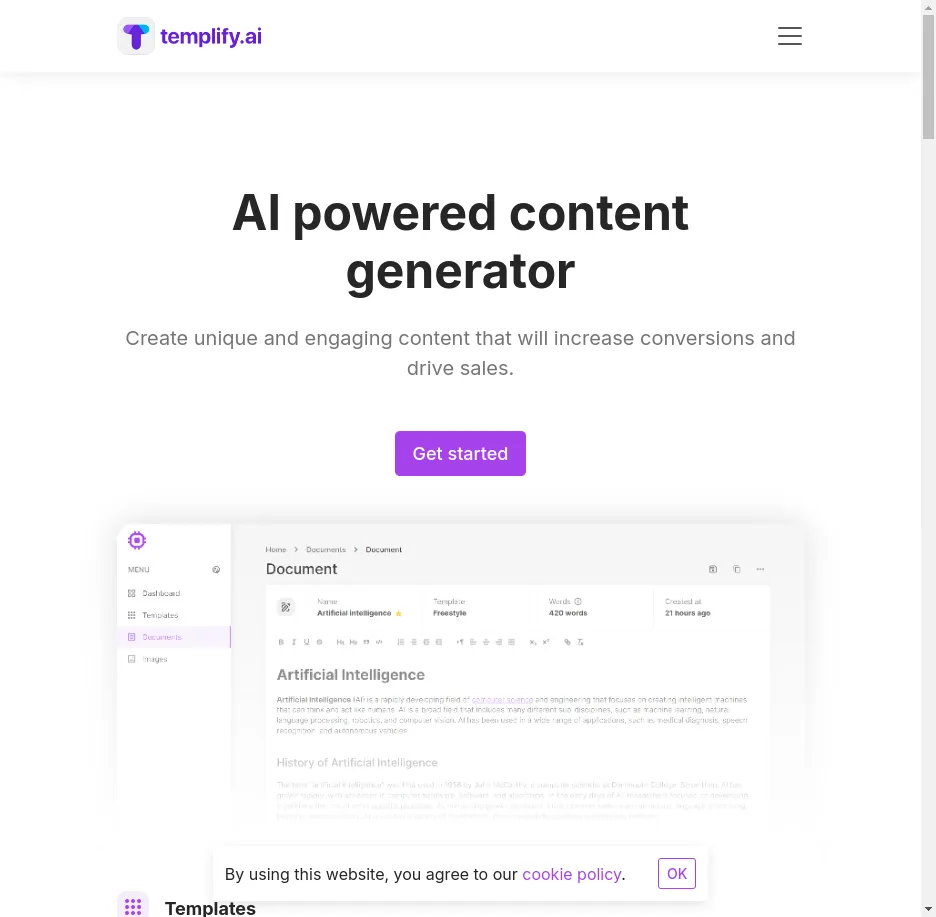 templify.ai
AI powered content
generator
Create unique and engaging content that will increase conversions and
drive sales.
Get started
Home > Documents > Document
MENU
Document
Dashboard
Templates
Documents
Images
Name
Artificial intelligence
Template
Freestyle
Words
420 words
Created at
21 hours ago
Artificial Intelligence
Artificial Intelligence (AI) is a rapidly developing field of computer science and engineering that focuses on creating intelligent machines
that can think and act like humans. AI is a broad field that includes many different sub-disciplines, such as machine learning, natural
language processing, robotics, and computer vision. AI has been used in a wide range of applications, such as medical diagnosis, speech
recognition, and autonomous vehicles.
History of Artificial Intelligence
By using this website, you agree to our cookie policy.
OK
Templates